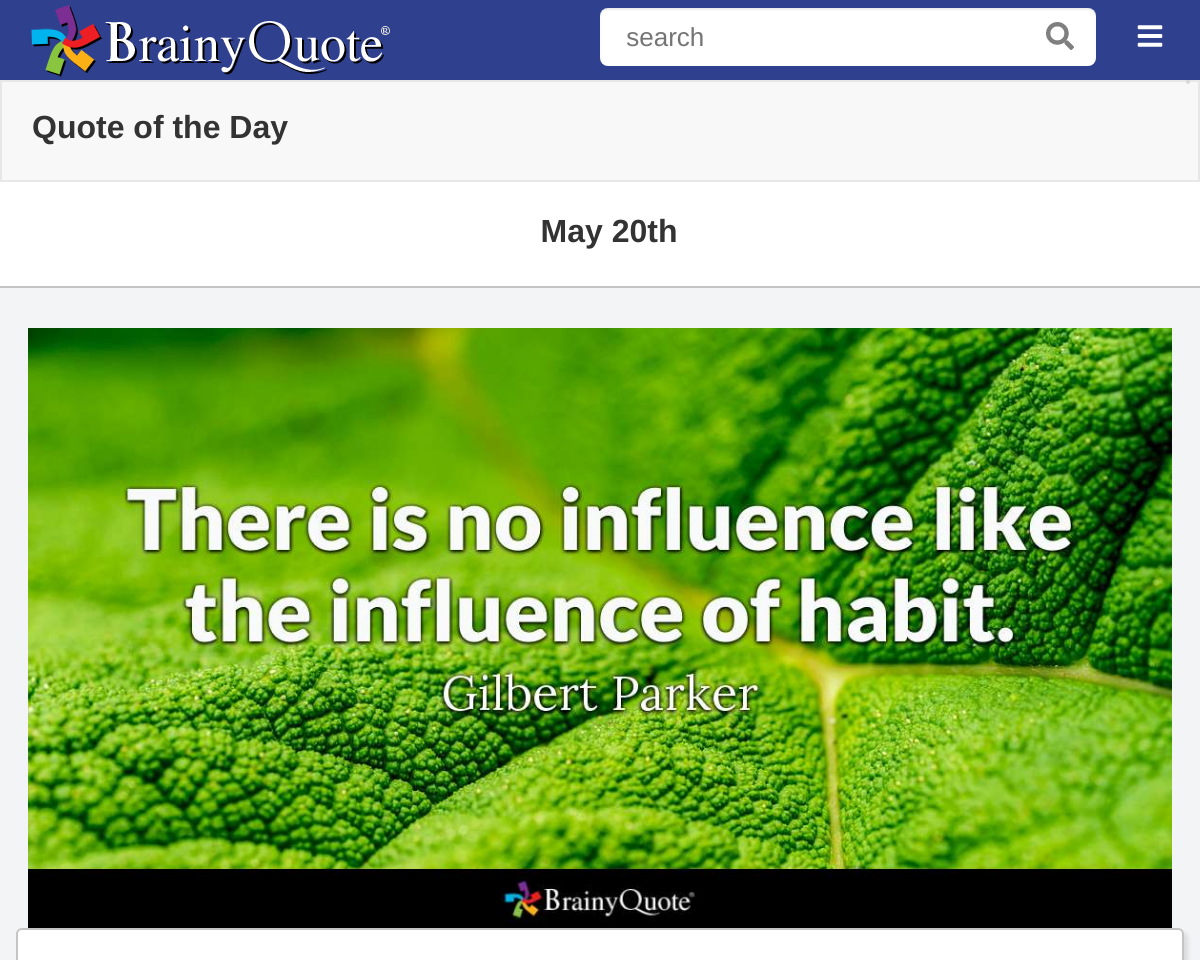 BrainyQuote®
search
Quote of the Day
May 20th
There is no influence like
the influence of habit.
Gilbert Parker
BrainyQuote®